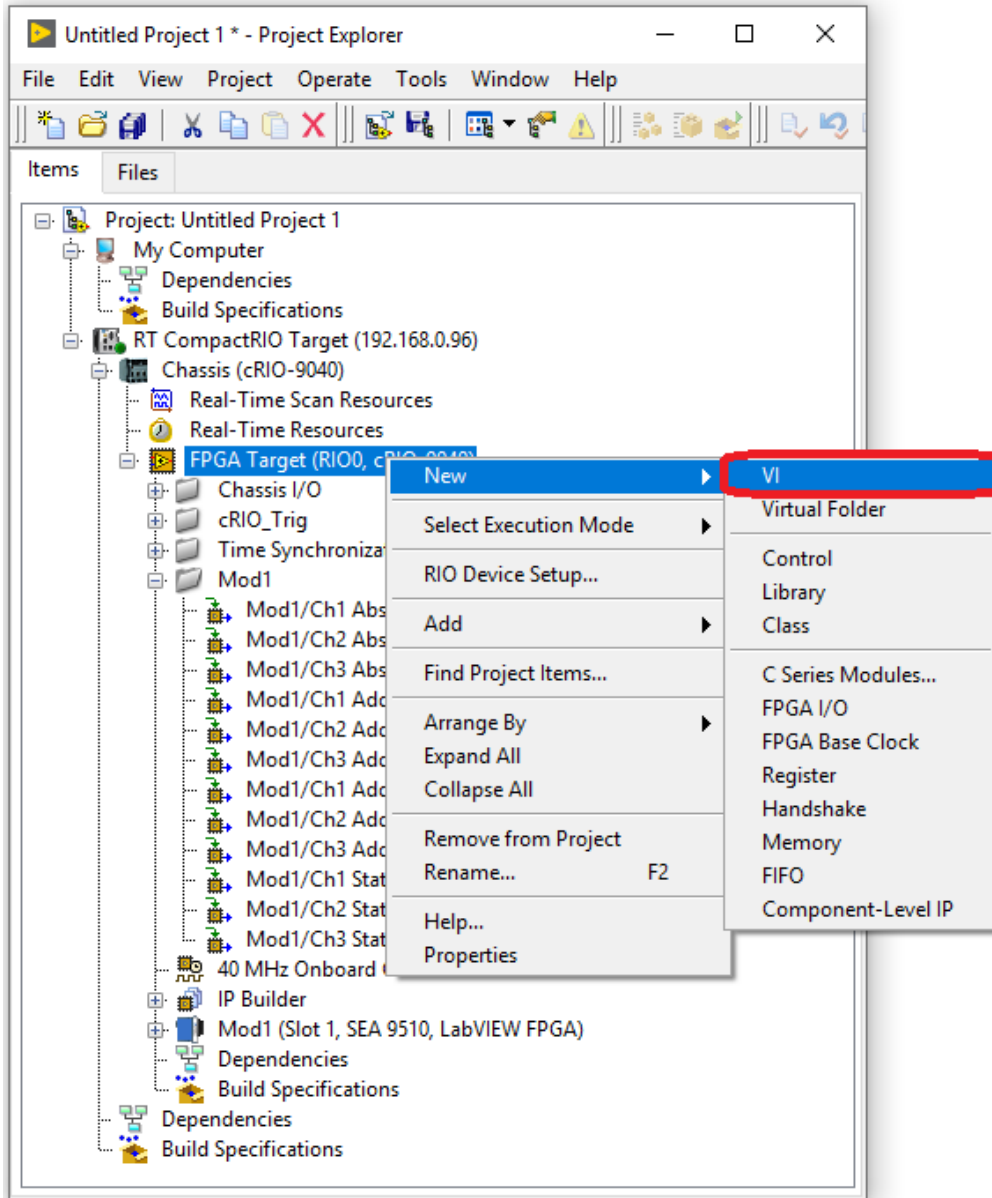 Untitled Project 1 * - Project Explorer
File Edit View Project Operate Tools Window Help
Items Files
Project: Untitled Project 1
My Computer
Dependencies
Build Specifications
RT CompactRIO Target (192.168.0.96)
Chassis (cRIO-9040)
Real-Time Scan Resources
Real-Time Resources
FPGA Target (RIO0, cRIO-9040)
Chassis I/O
cRIO_Trig
Time Synchroniza
Mod1
Mod1/Ch1 Abs
Mod1/Ch2 Abs
Mod1/Ch3 Abs
Mod1/Ch1 Add
Mod1/Ch2 Add
Mod1/Ch3 Add
Mod1/Ch1 Add
Mod1/Ch2 Add
Mod1/Ch3 Add
Mod1/Ch1 Stat
Mod1/Ch2 Stat
Mod1/Ch3 Stat
40 MHz Onboard
IP Builder
Mod1 (Slot 1, SEA 9510, LabVIEW FPGA)
Dependencies
Build Specifications
Dependencies
Build Specifications
New
Select Execution Mode
RIO Device Setup...
Add
Find Project Items...
Arrange By
Expand All
Collapse All
Remove from Project
Rename... F2
Help...
Properties
VI
Virtual Folder
Control
Library
Class
C Series Modules...
FPGA I/O
FPGA Base Clock
Register
Handshake
Memory
FIFO
Component-Level IP